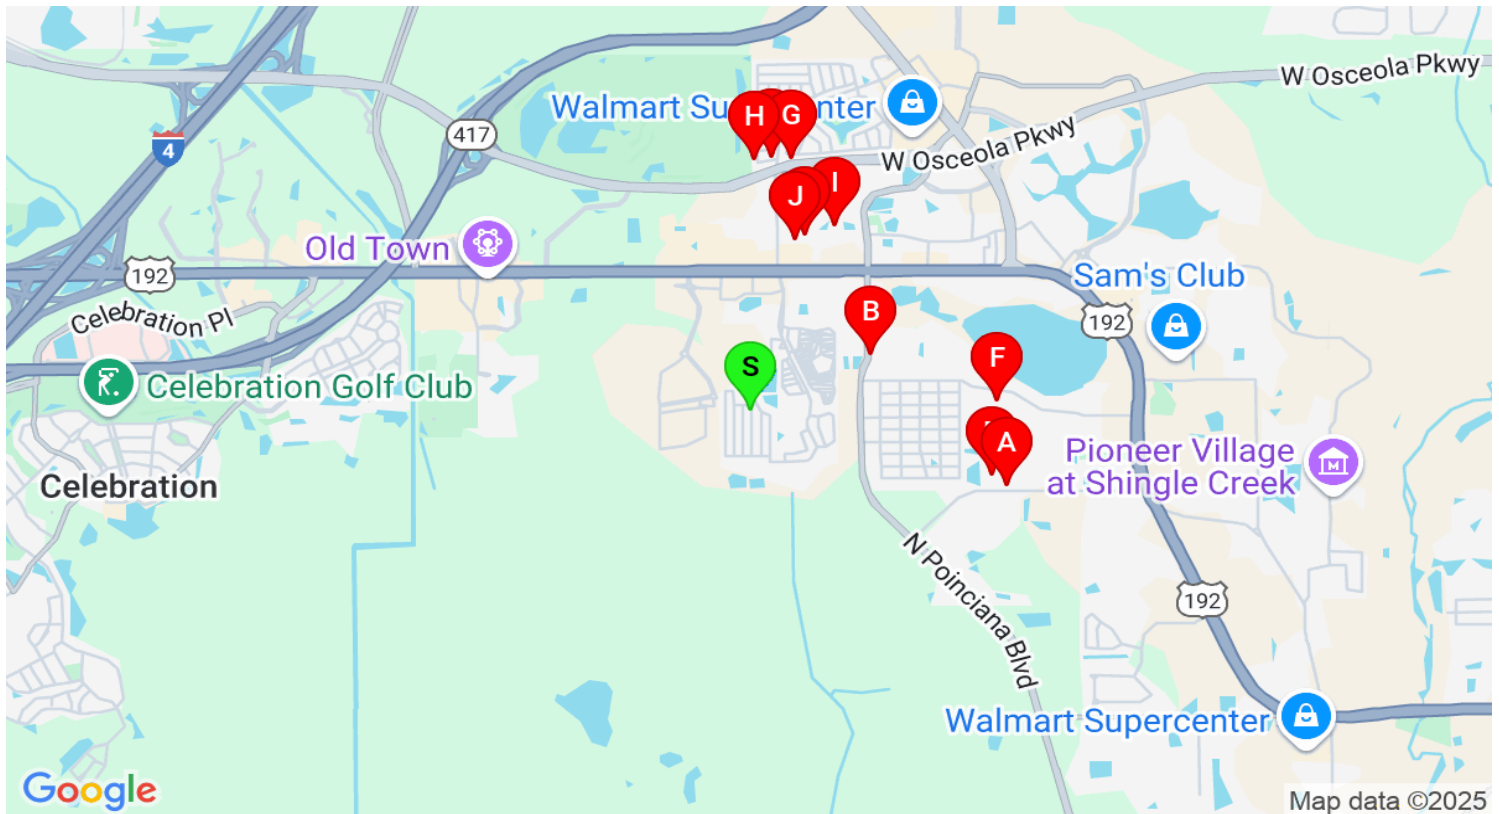 W Osceola Pkwy
Walmart Su
nter
H
G
417
4
W Osceola Pkwy
I
J
Old Town
192
Sam's Club
Celebration Pl
B
192
S
F
Celebration Golf Club
A
Pioneer Village
at Shingle Creek
Celebration
N Poinciana Blvd
192
Walmart Supercenter
Google
Map data ©2025